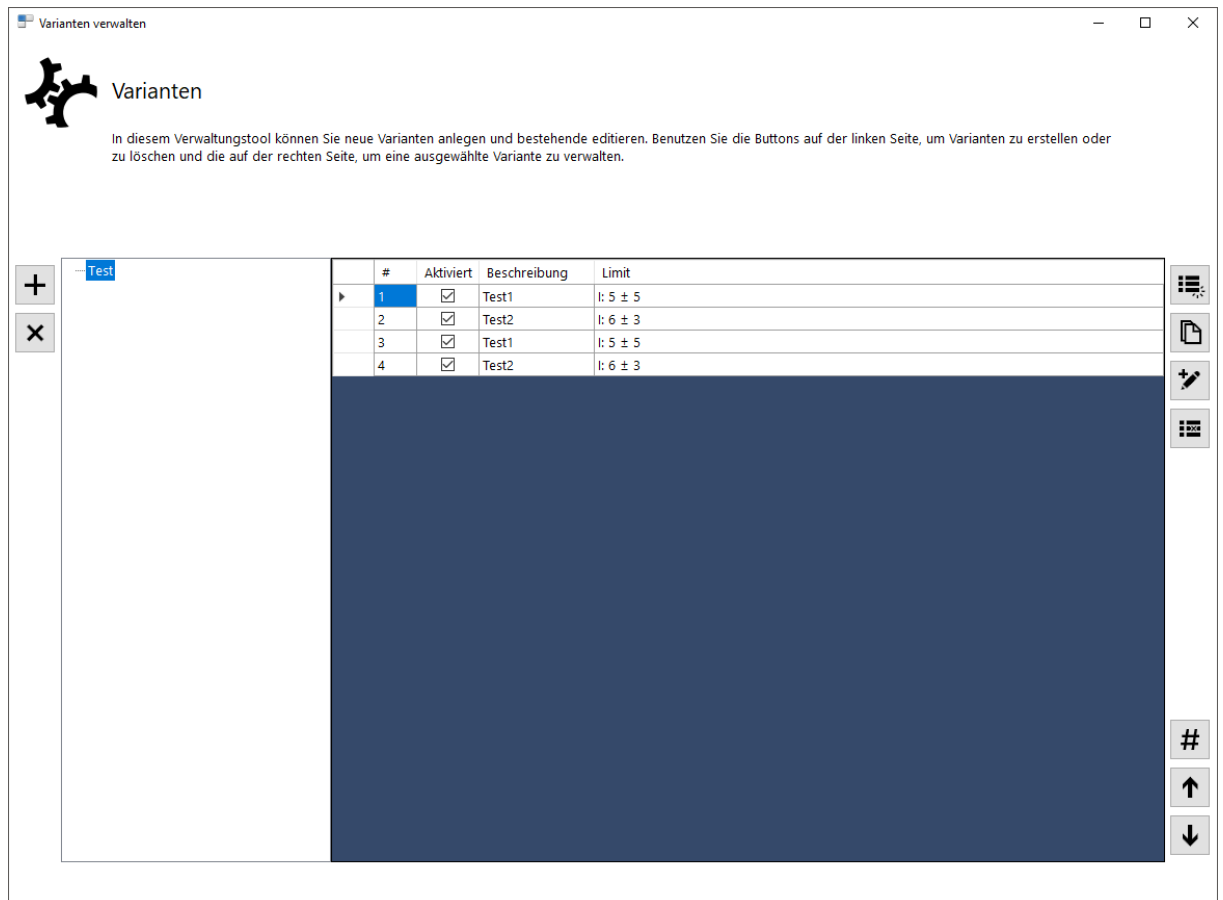 Varianten verwalten
Varianten
In diesem Verwaltungstool können Sie neue Varianten anlegen und bestehende editieren. Benutzen Sie die Buttons auf der linken Seite, um Varianten zu erstellen oder
zu löschen und die auf der rechten Seite, um eine ausgewählte Variante zu verwalten.
Test
# Aktiviert Beschreibung Limit
1 Test1 I: 5 ± 5
2 Test2 I: 6 ± 3
3 Test1 I: 5 ± 5
4 Test2 I: 6 ± 3
#